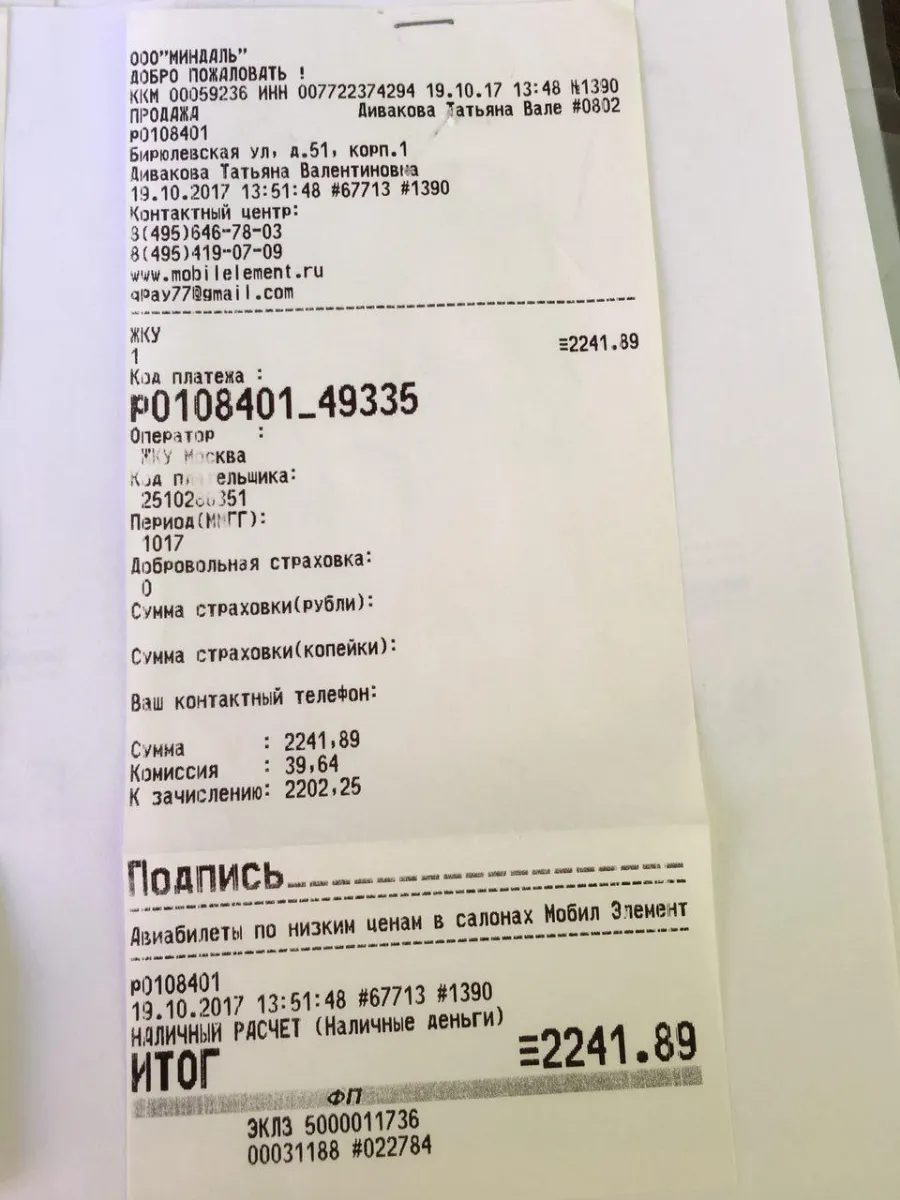 ООО"МИНДАЛЬ"
ДОБРО ПОЖАЛОВАТЬ !
ККМ 00059236 ИНН 007722374294 19.10.17 13:48 №1390
ПРОДАЖА Дивакова Татьяна Вале #0802
р0108401
Бирюлевская ул, д.51, корп.1
Дивакова Татьяна Валентиновна
19.10.2017 13:51:48 #67713 #1390
Контактный центр:
8(495)646-78-03
8(495)419-07-09
www.mobilelement.ru
qpay77@gmail.com
ЖКУ
1 ≡2241.89
Код платежа :
р0108401_49335
Оператор :
ЖКУ Москва
Код плательщика:
Период(ММГГ):
1017
Добровольная страховка:
0
Сумма страховки(рубли):
Сумма страховки(копейки):
Ваш контактный телефон:
Сумма : 2241,89
Комиссия : 39,64
К зачислению: 2202,25
Подпись
Авиабилеты по низким ценам в салонах Мобил Элемент
р0108401
19.10.2017 13:51:48 #67713 #1390
НАЛИЧНЫЙ РАСЧЕТ (Наличные деньги)
ИТОГ ≡2241.89
ФП
ЭКЛЗ 5000011736
00031188 #022784